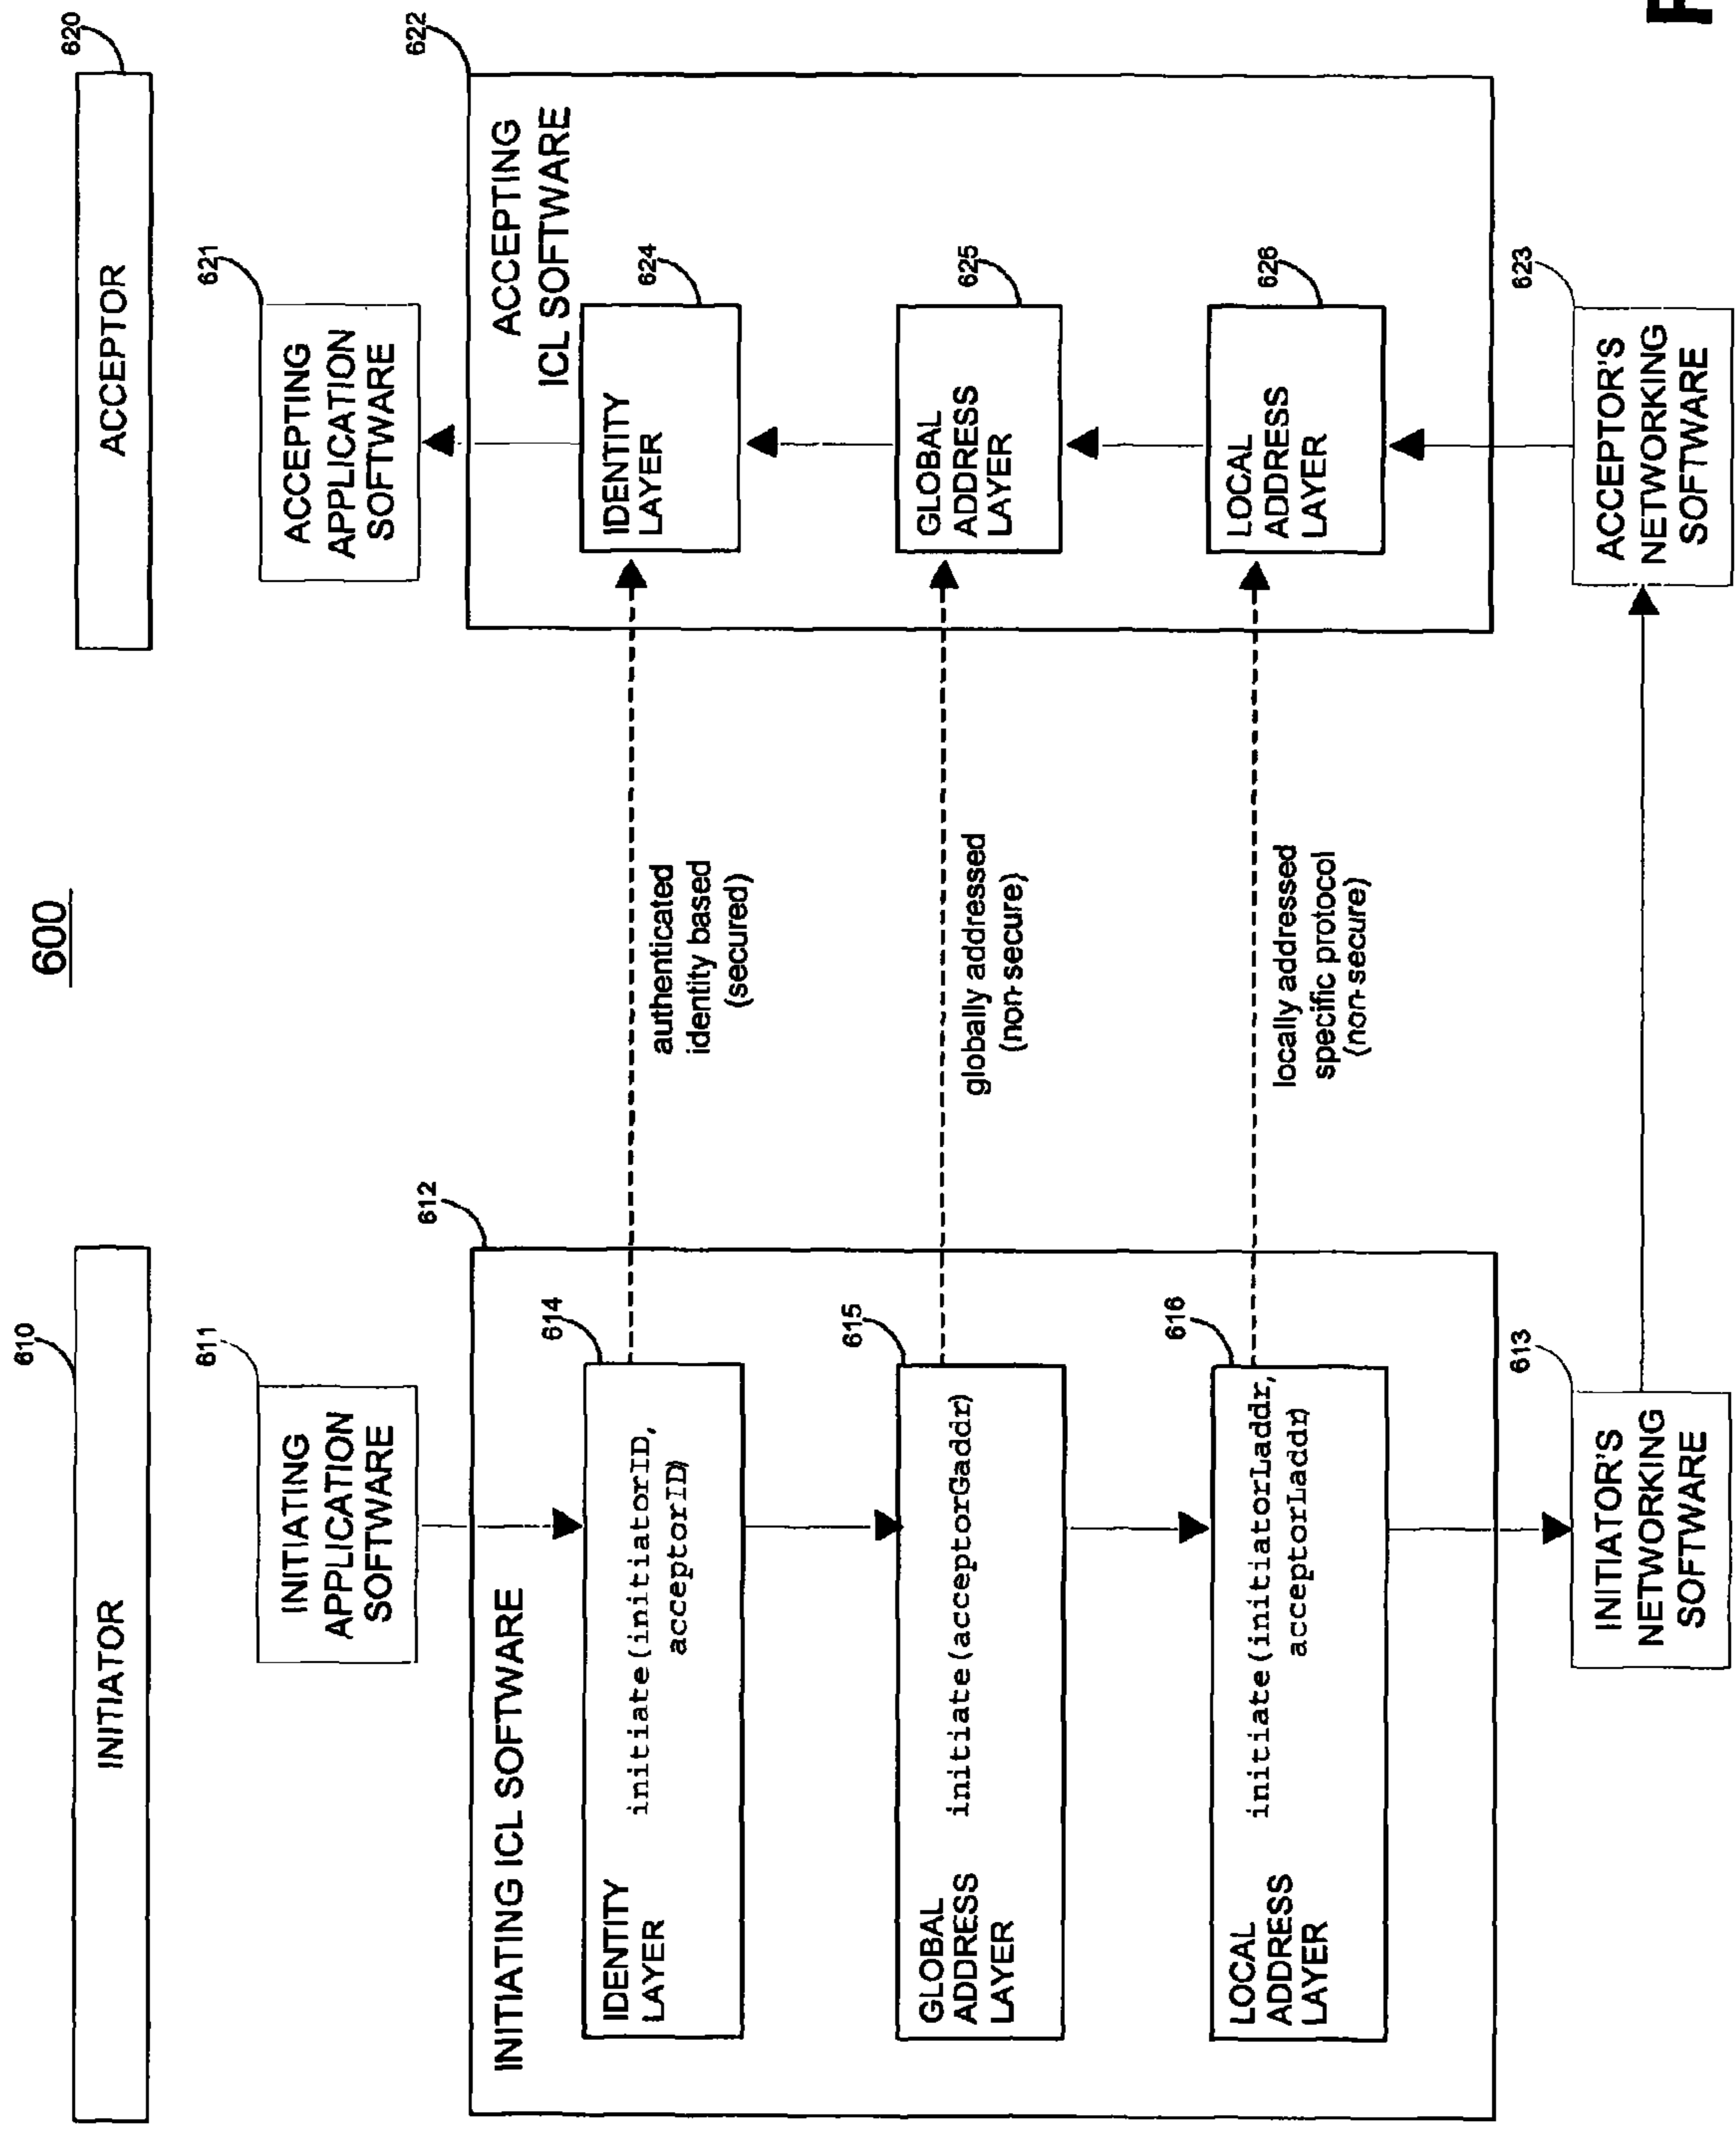 600
610
INITIATOR
620
ACCEPTOR
611
INITIATING
APPLICATION
SOFTWARE
621
ACCEPTING
APPLICATION
SOFTWARE
612
INITIATING ICL SOFTWARE
622
ACCEPTING
ICL SOFTWARE
614
IDENTITY
LAYER
initiate(initiatorID,
acceptorID)
authenticated
identity based
(secured)
624
IDENTITY
LAYER
615
GLOBAL
ADDRESS
LAYER
initiate(acceptorGaddr)
globally addressed
(non-secure)
625
GLOBAL
ADDRESS
LAYER
616
LOCAL
ADDRESS
LAYER
initiate(initiatorLaddr,
acceptorLaddr)
locally addressed
specific protocol
(non-secure)
626
LOCAL
ADDRESS
LAYER
613
INITIATOR'S
NETWORKING
SOFTWARE
623
ACCEPTOR'S
NETWORKING
SOFTWARE